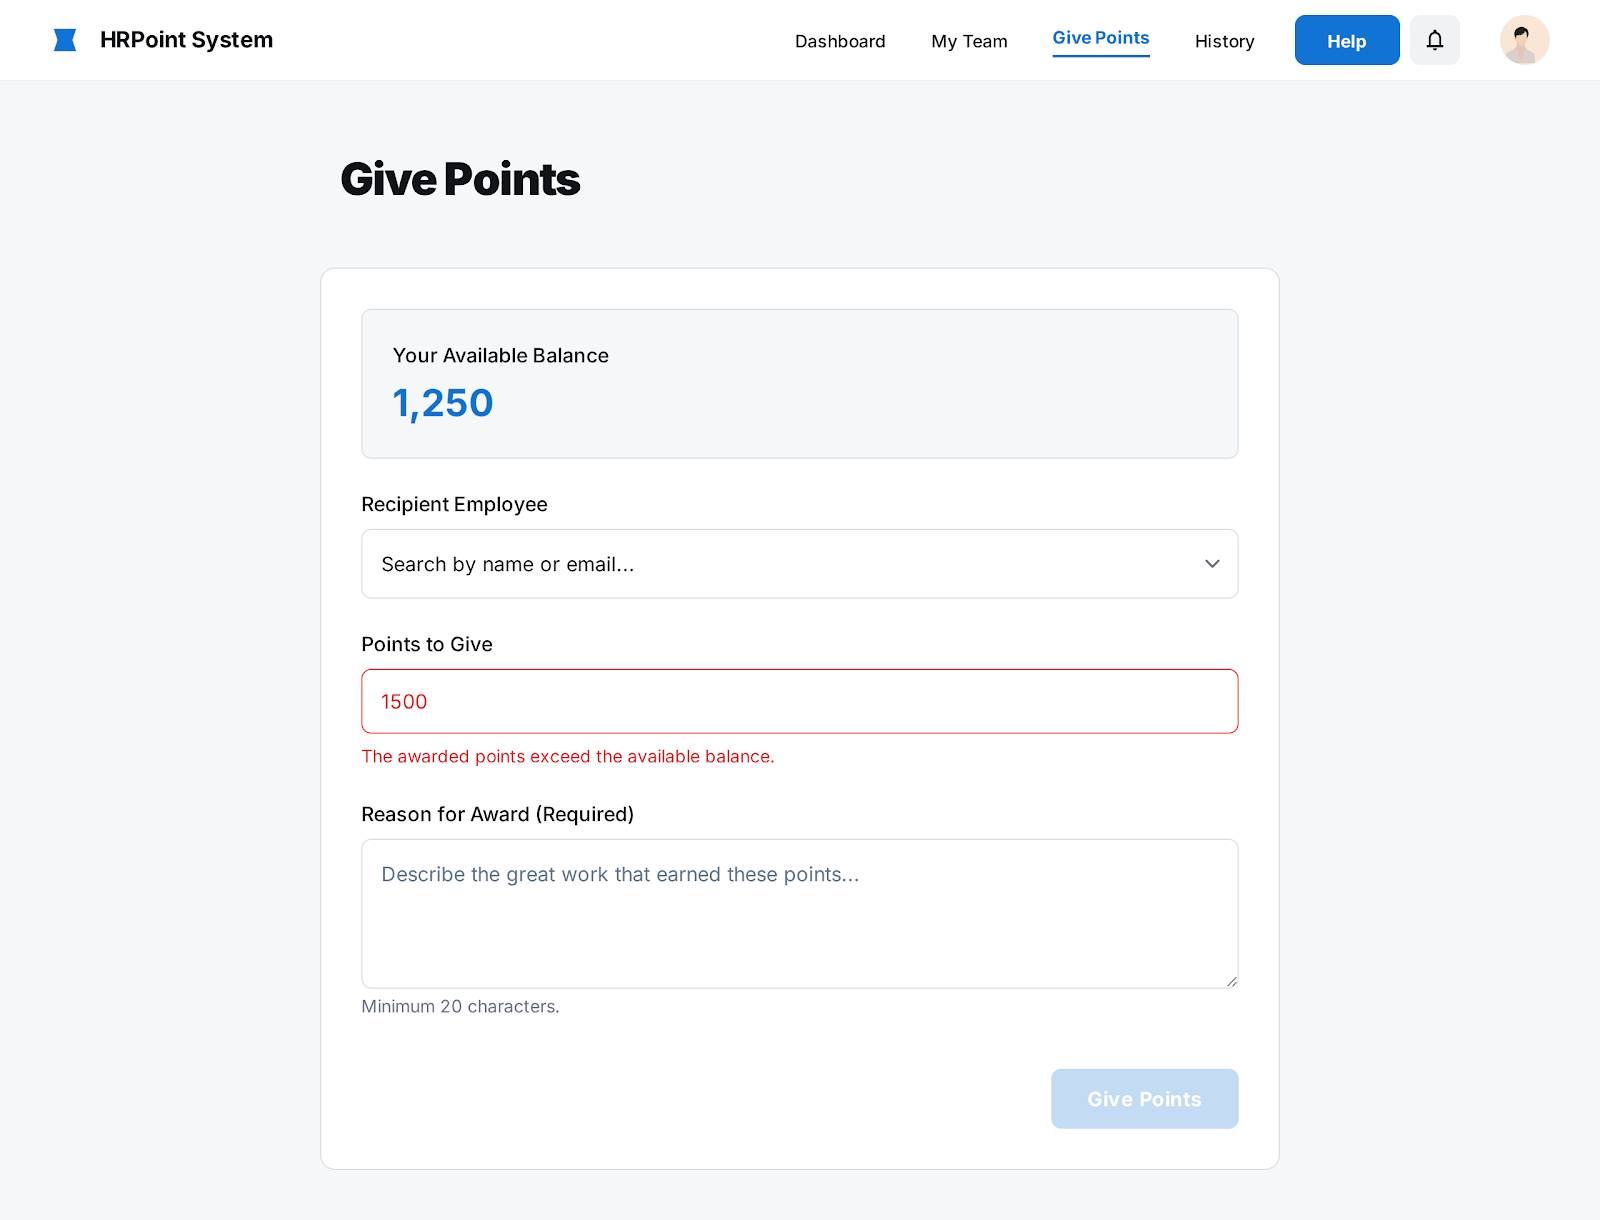 HRPoint System
Dashboard
My Team
Give Points
History
Help
Give Points
Your Available Balance
1,250
Recipient Employee
Search by name or email...
Points to Give
1500
The awarded points exceed the available balance.
Reason for Award (Required)
Describe the great work that earned these points...
Minimum 20 characters.
Give Points